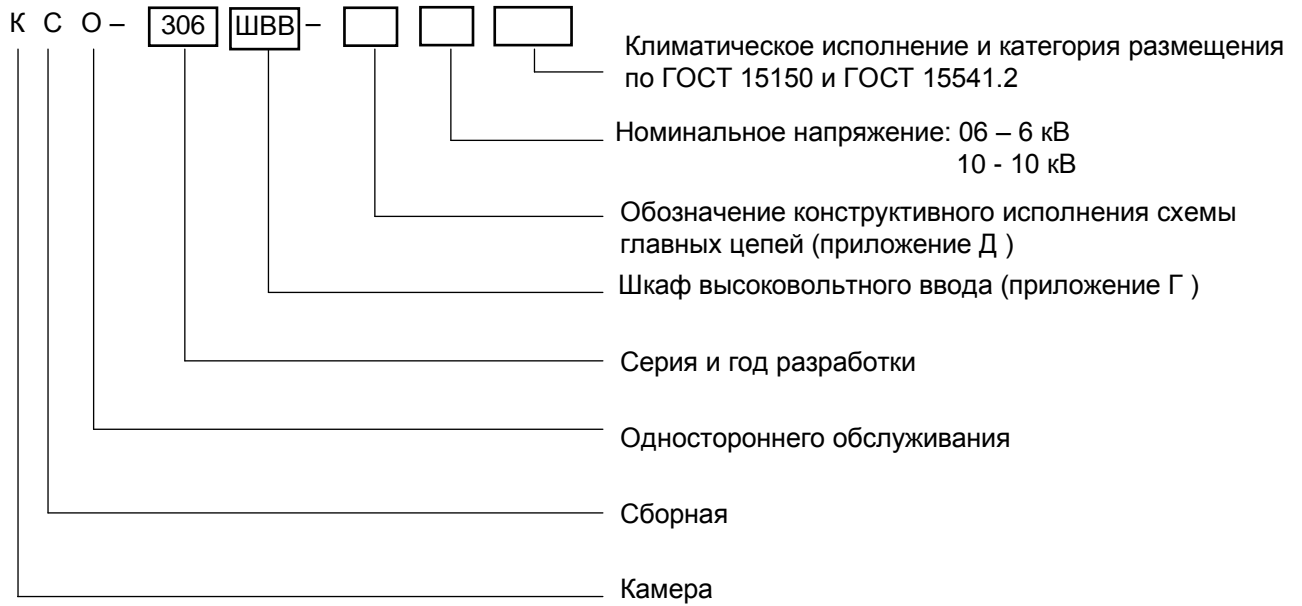 К С О – 306 ШВВ –
Климатическое исполнение и категория размещения
по ГОСТ 15150 и ГОСТ 15541.2
Номинальное напряжение: 06 – 6 кВ
10 - 10 кВ
Обозначение конструктивного исполнения схемы
главных цепей (приложение Д )
Шкаф высоковольтного ввода (приложение Г )
Серия и год разработки
Одностороннего обслуживания
Сборная
Камера